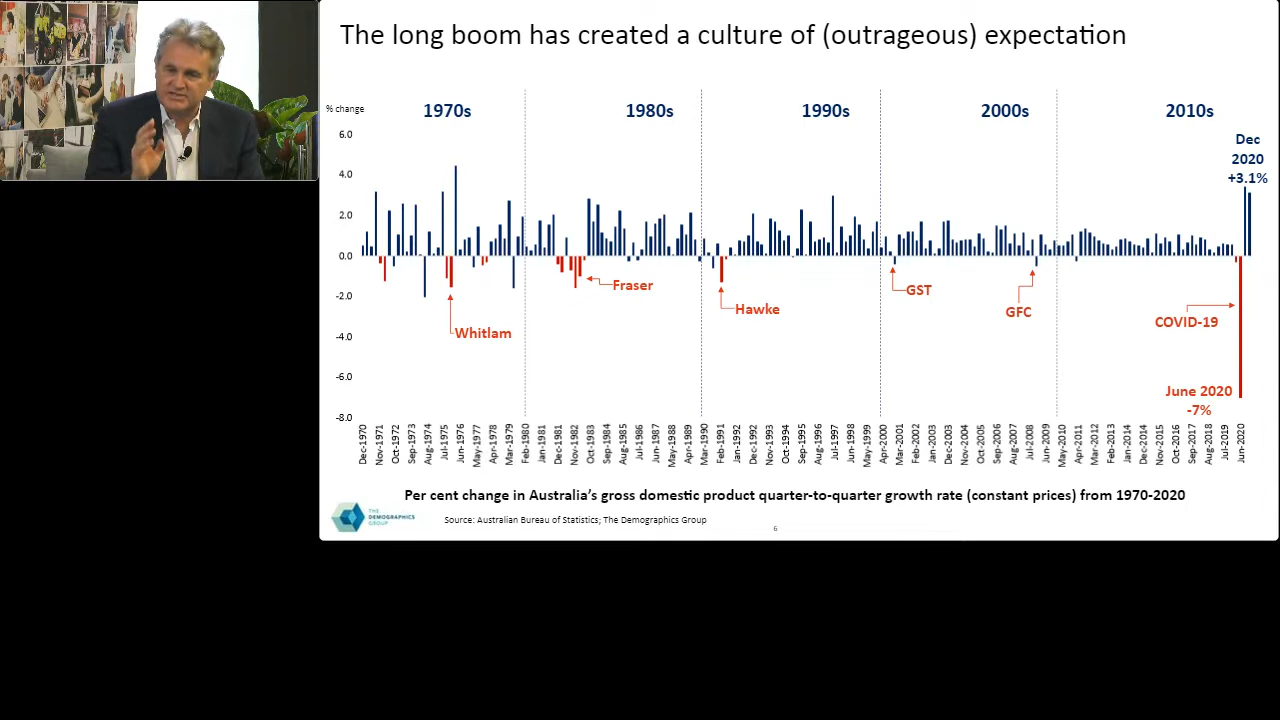 The long boom has created a culture of (outrageous) expectation
% change
1970s
1980s
1990s
2000s
2010s
6.0
4.0
2.0
0.0
-2.0
-4.0
-6.0
-8.0
Dec
2020
+3.1%
Whitlam
Fraser
Hawke
GST
GFC
COVID-19
June 2020
-7%
Dec-1970
Nov-1971
Oct-1972
Sep-1973
Aug-1974
Jul-1975
Jun-1976
May-1977
Apr-1978
Mar-1979
Feb-1980
Jan-1981
Dec-1981
Nov-1982
Oct-1983
Sep-1984
Aug-1985
Jul-1986
Jun-1987
May-1988
Apr-1989
Mar-1990
Feb-1991
Jan-1992
Dec-1992
Nov-1993
Oct-1994
Sep-1995
Aug-1996
Jul-1997
Jun-1998
May-1999
Apr-2000
Mar-2001
Feb-2002
Jan-2003
Dec-2003
Nov-2004
Oct-2005
Sep-2006
Aug-2007
Jul-2008
Jun-2009
May-2010
Apr-2011
Mar-2012
Feb-2013
Jan-2014
Dec-2014
Nov-2015
Oct-2016
Sep-2017
Aug-2018
Jul-2019
Jun-2020
Per cent change in Australia's gross domestic product quarter-to-quarter growth rate (constant prices) from 1970-2020
THE
DEMOGRAPHICS
GROUP
Source: Australian Bureau of Statistics; The Demographics Group
6